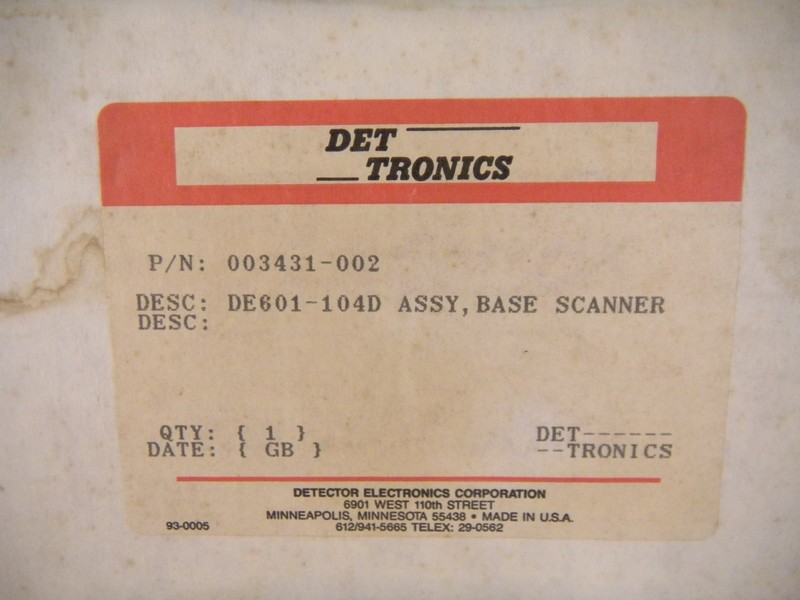 DET
TRONICS
P/N: 003431-002
DESC: DE601-104D ASSY, BASE SCANNER
DESC:
QTY: { 1 }
DATE: { GB }
DET------
--TRONICS
DETECTOR ELECTRONICS CORPORATION
6901 WEST 110th STREET
MINNEAPOLIS, MINNESOTA 55438 • MADE IN U.S.A.
93-0005
612/941-5665 TELEX: 29-0562